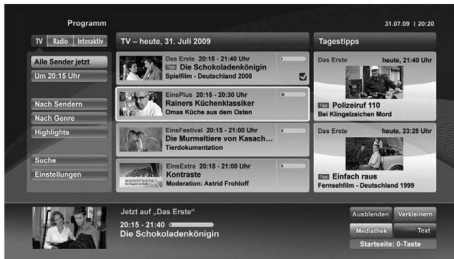 Programm
31.07.09 | 20:20
TV Radio Interaktiv
Alle Sender jetzt
Um 20:15 Uhr
Nach Sendern
Nach Genre
Highlights
Suche
Einstellungen
TV – heute, 31. Juli 2009
Das Erste 20:15 - 21:40 Uhr
Tipp Die Schokoladenkönigin
Spielfilm - Deutschland 2005
EinsPlus 20:15 - 20:30 Uhr
Rainers Küchenklassiker
Omas Küche aus dem Osten
EinsFestival 20:15 - 21:00 Uhr
Die Murmeltiere von Kasach...
Tierdokumentation
EinsExtra 20:15 - 21:00 Uhr
Kontraste
Moderation: Astrid Frohloff
Tagestipps
Das Erste heute, 21:40 Uhr
Tipp Polizeiruf 110
Bei Klingelzeichen Mord
Das Erste heute, 23:25 Uhr
Tipp Einfach raus
Fernsehfilm - Deutschland 1999
Jetzt auf „Das Erste“
20:15 - 21:40
Die Schokoladenkönigin
Ausblenden Verkleinern
Mediathek Text
Startseite: 0-Taste